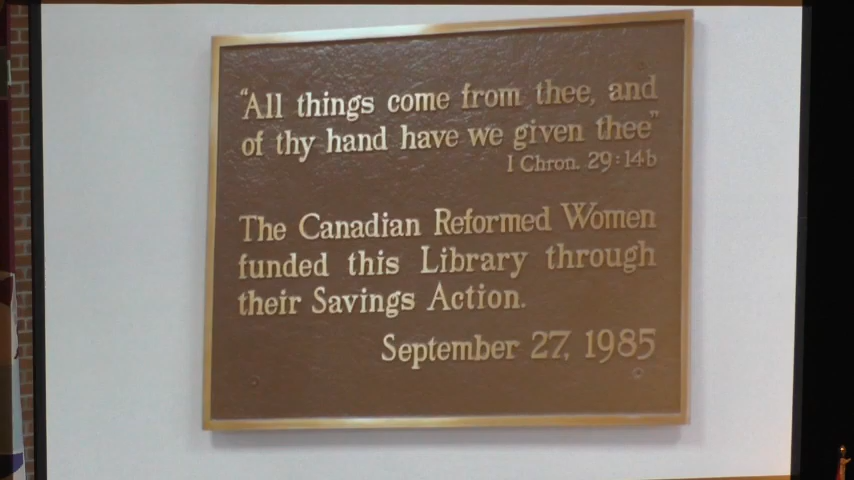 "All things come from thee, and
of thy hand have we given thee"
1 Chron. 29:14b
The Canadian Reformed Women
funded this Library through
their Savings Action.
September 27, 1985